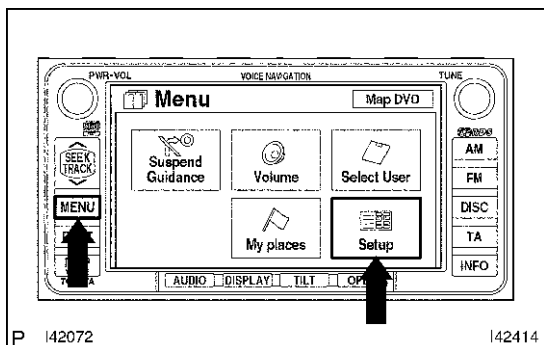 PWR-VOL VOICE NAVIGATION TUNE
Menu Map DVD
RDS
SEEK
TRACK
Suspend
Guidance Volume Select User
AM
FM
MENU DISC
My places Setup
TA
INFO
AUDIO DISPLAY TILT
P I42072 I42414